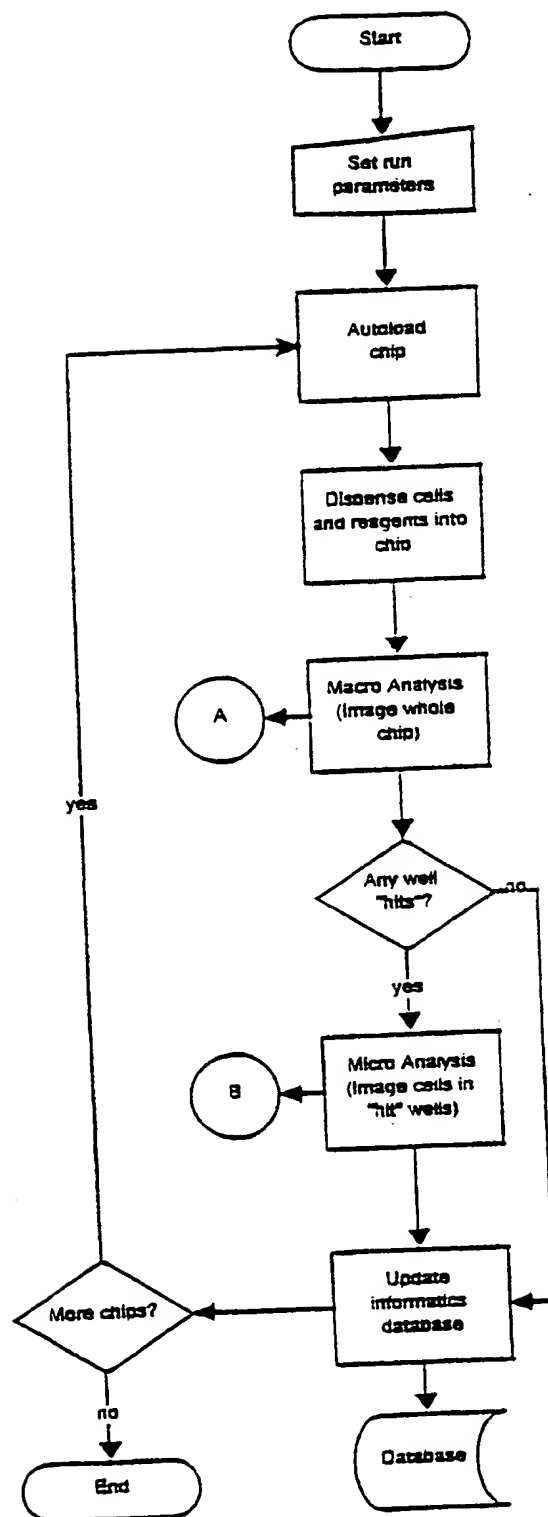 Start
Set run
parameters
Autoload
chip
Dispense cells
and reagents into
chip
Macro Analysis
(Image whole
chip)
A
yes
Any well
"hits"?
no
yes
Micro Analysis
(Image cells in
"hit" wells)
B
Update
informatics
database
More chips?
no
Database
End